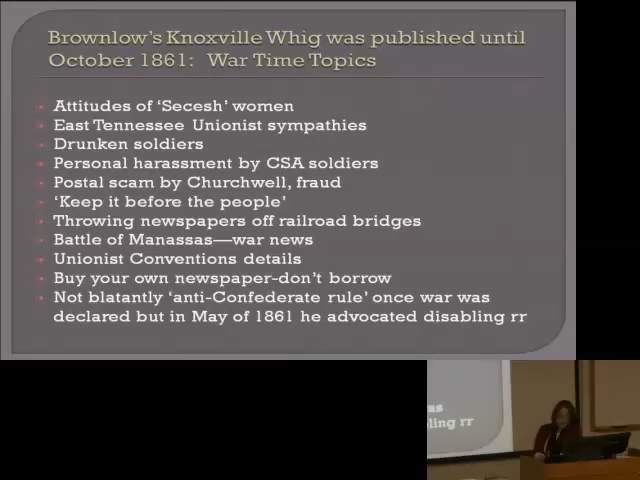 Brownlow's Knoxville Whig was published until
October 1861: War Time Topics
Attitudes of 'Secesh' women
East Tennessee Unionist sympathies
Drunken soldiers
Personal harassment by CSA soldiers
Postal scam by Churchwell, fraud
'Keep it before the people'
Throwing newspapers off railroad bridges
Battle of Manassas—war news
Unionist Conventions details
Buy your own newspaper-don't borrow
Not blatantly 'anti-Confederate rule' once war was
declared but in May of 1861 he advocated disabling rr
as
ling rr